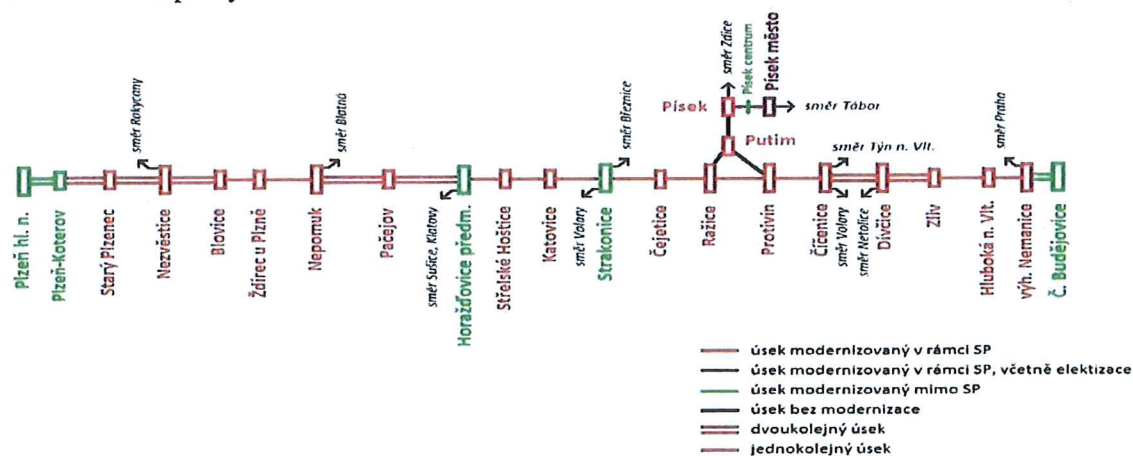 směr Rokycany
směr Blatná
směr Sušice, Klatovy
směr Březnice
směr Volary
směr Zdice
Písek centrum
Písek město
Písek
směr Tábor
Putim
směr Týn n. Vlt.
směr Volary
směr Netolice
směr Praha
Plzeň hl. n.
Plzeň-Koterov
Starý Plzenec
Nezvěstice
Blovice
Ždírec u Plzně
Nepomuk
Pačejov
Horažďovice předm.
Střelské Hoštice
Katovice
Strakonice
Čejetice
Ražice
Protivín
Číčenice
Dívčice
Zliv
Hluboká n. Vlt.
výh. Nemanice
Č. Budějovice
úsek modernizovaný v rámci SP
úsek modernizovaný v rámci SP, včetně elektizace
úsek modernizovaný mimo SP
úsek bez modernizace
dvoukolejný úsek
jednokolejný úsek